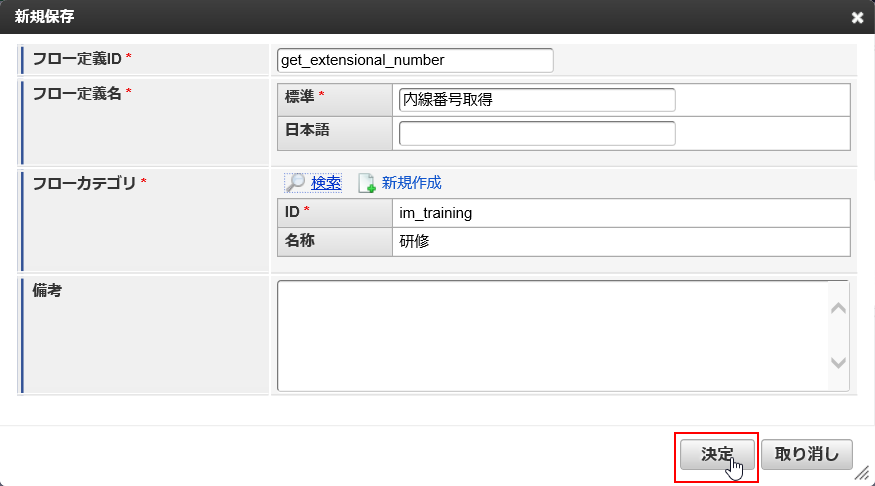 新規保存
フロー定義ID * get_extensional_number
フロー定義名 * 標準 * 内線番号取得
日本語
フローカテゴリ * 検索 新規作成
ID * im_training
名称 研修
備考
決定 取り消し